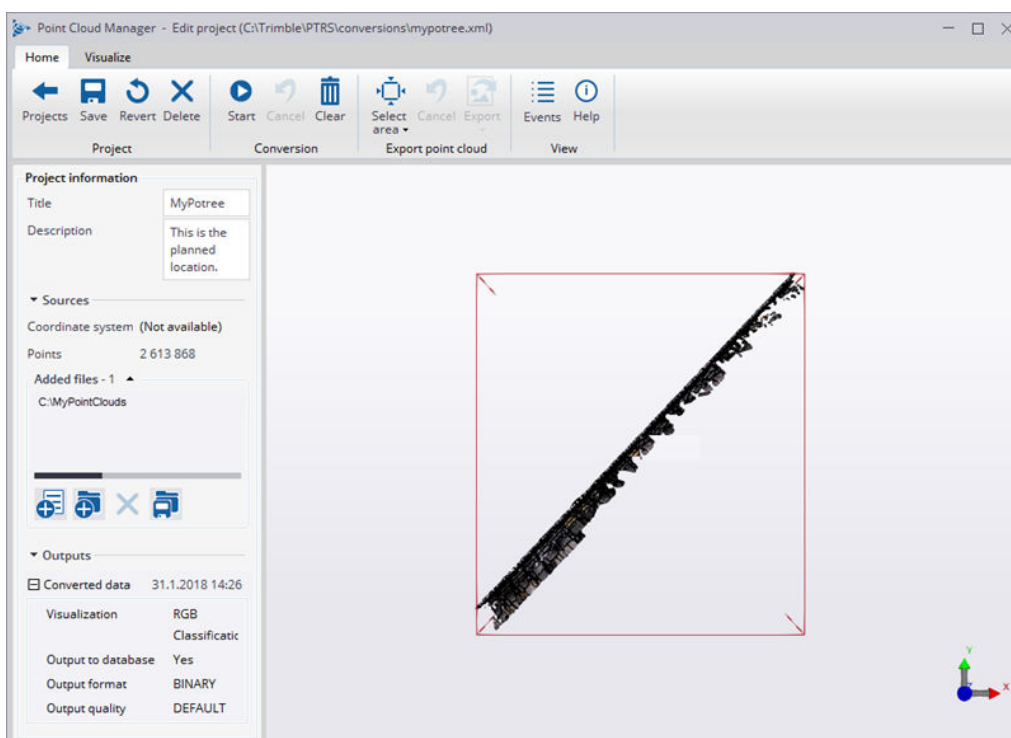 Point Cloud Manager - Edit project (C:\Trimble\PTRS\conversions\mypotree.xml)
Home Visualize
Projects Save Revert Delete Start Cancel Clear Select area Cancel Export Events Help
Project Conversion Export point cloud View
Project information
Title MyPotree
Description This is the
planned
location.
Sources
Coordinate system (Not available)
Points 2 613 868
Added files - 1
C:\MyPointClouds
Outputs
Converted data 31.1.2018 14:26
Visualization RGB
Classificatic
Output to database Yes
Output format BINARY
Output quality DEFAULT
Y
Z
X